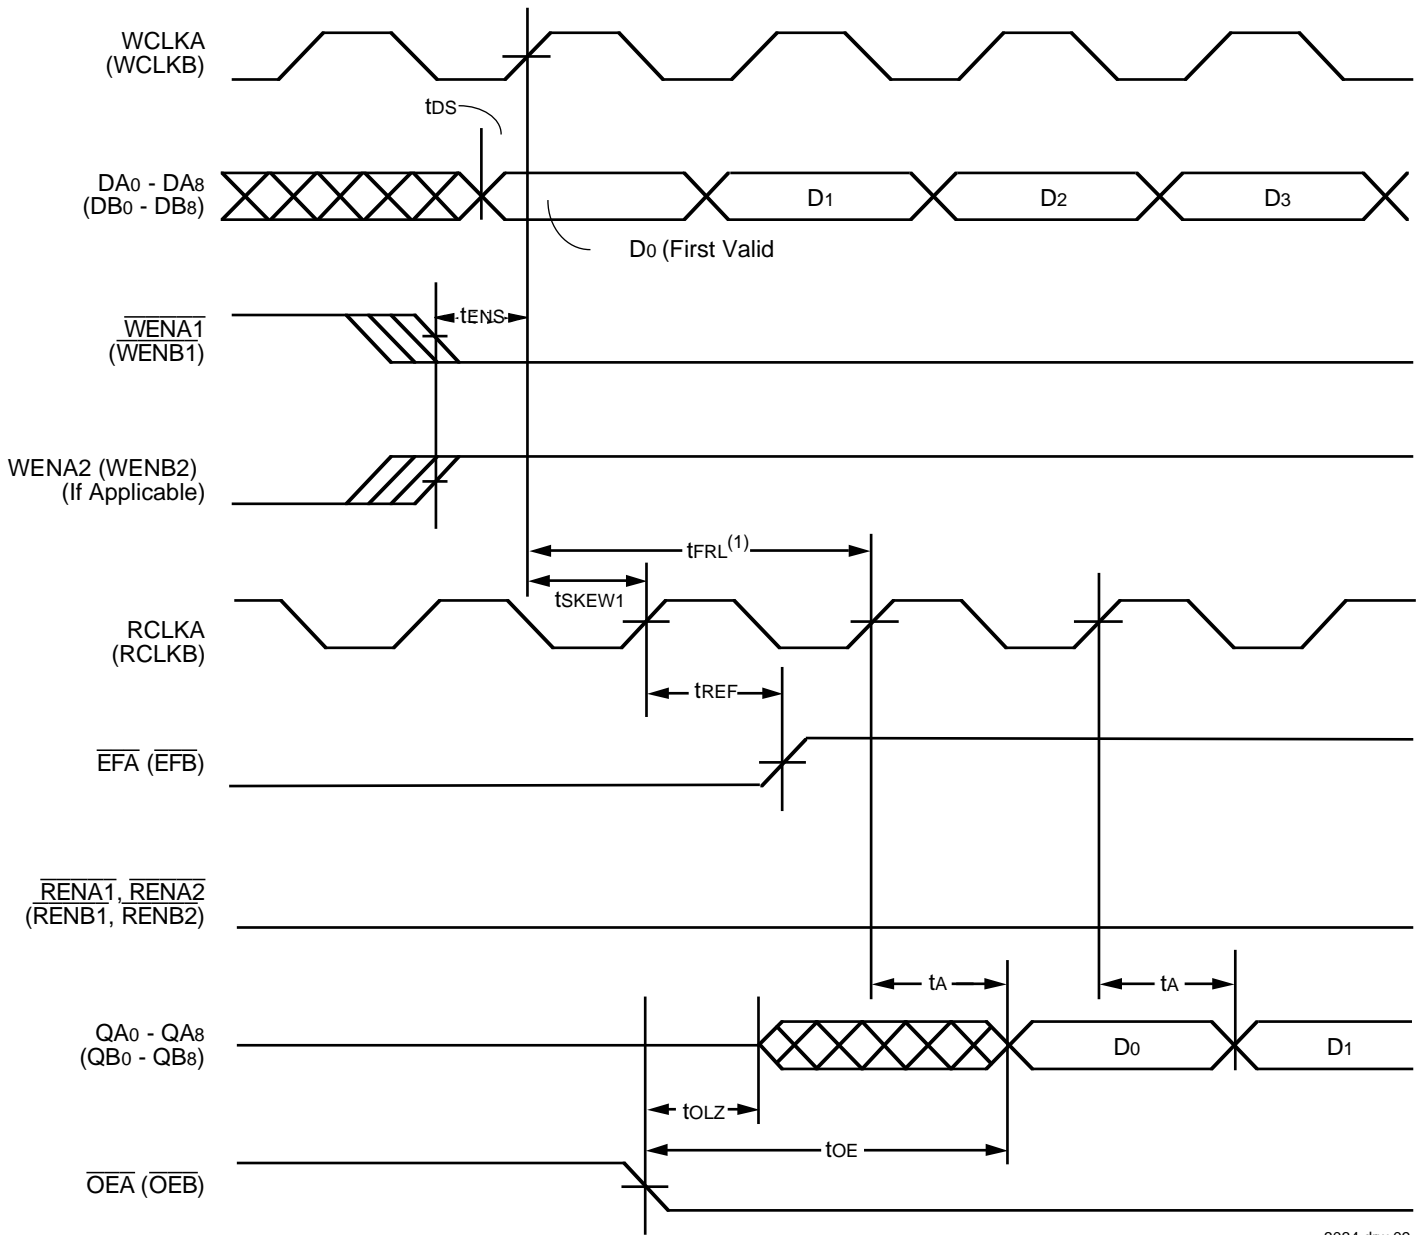 WCLKA
(WCLKB)
tDS
DA0 - DA8
(DB0 - DB8)
D1
D2
D3
D0 (First Valid
WENA1
(WENB1)
tENS
WENA2 (WENB2)
(If Applicable)
tFRL(1)
tSKEW1
RCLKA
(RCLKB)
tREF
EFA (EFB)
RENA1, RENA2
(RENB1, RENB2)
tA
tA
QA0 - QA8
(QB0 - QB8)
D0
D1
tOLZ
tOE
OEA (OEB)